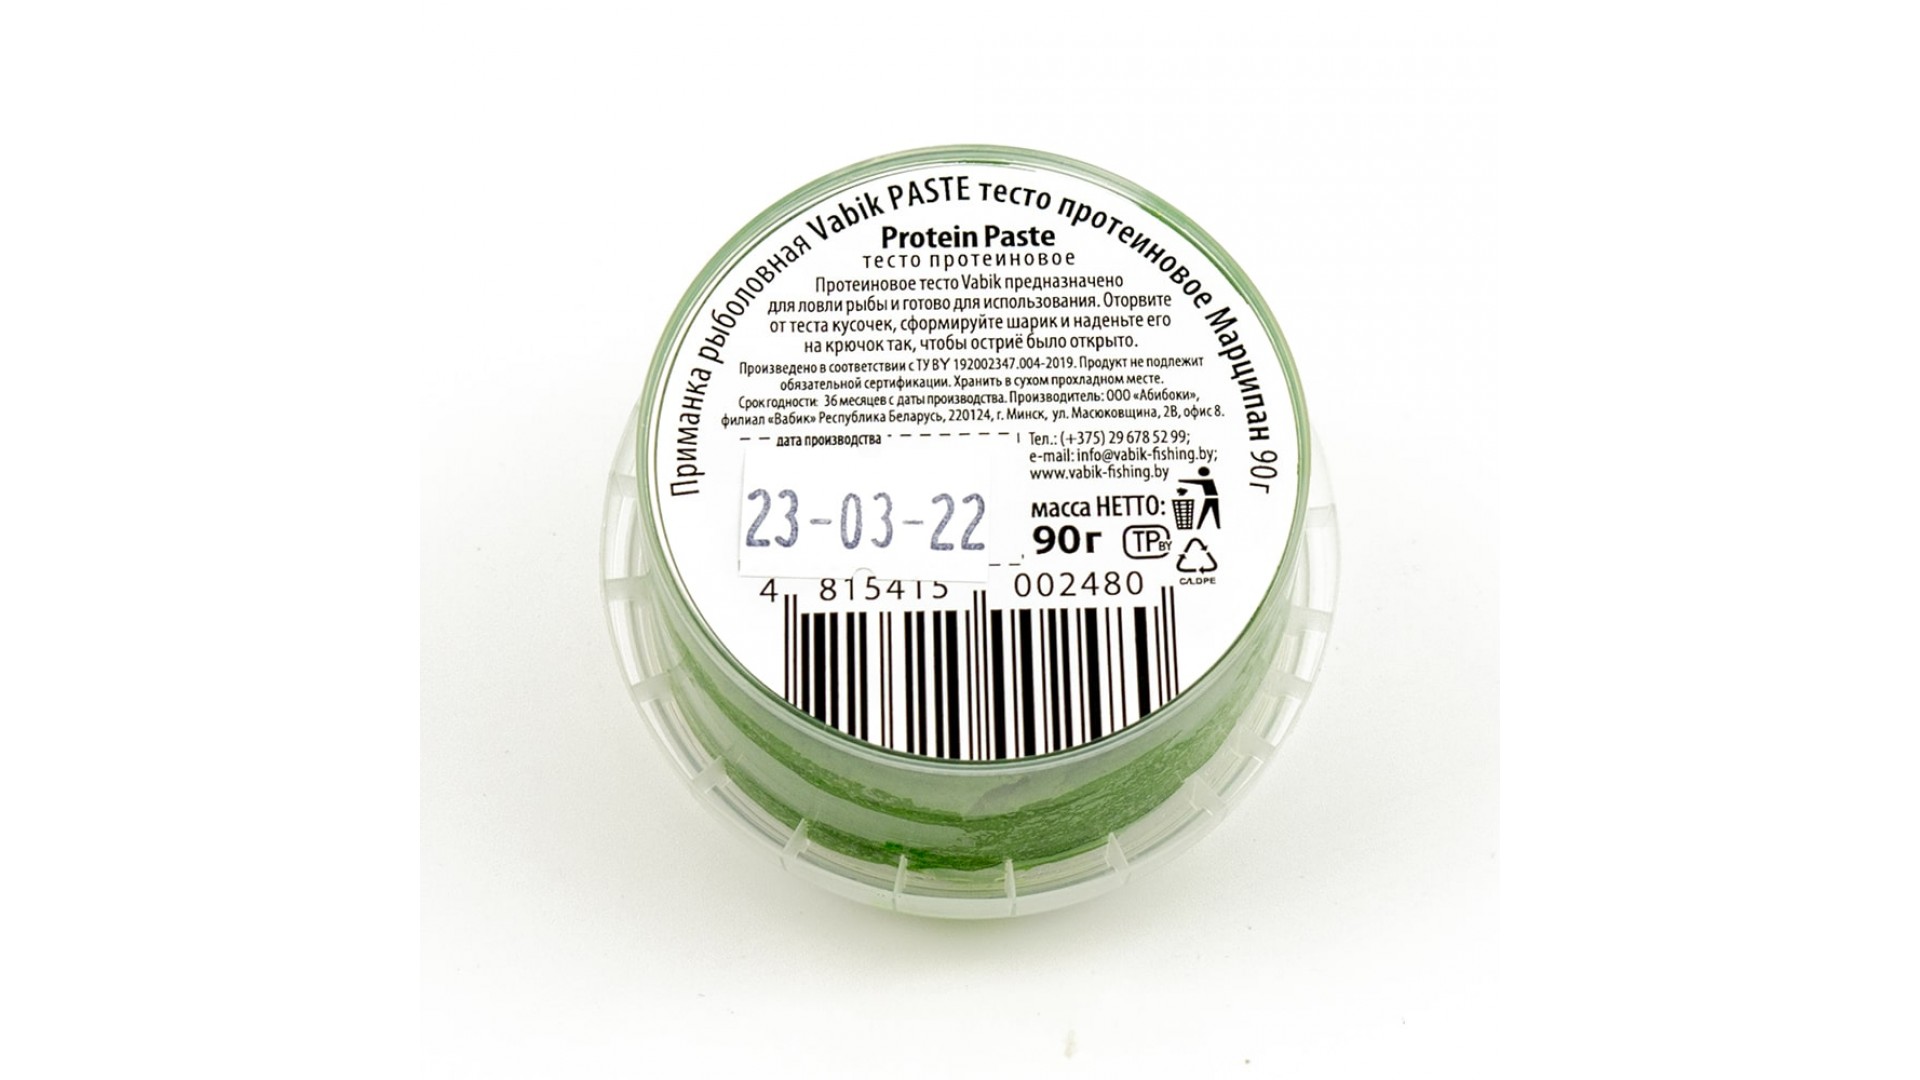 Приманка рыболовная Vabik PASTE тесто протеиновое Марципан 90г
Protein Paste
тесто протеиновое
Протеиновое тесто Vabik предназначено
для ловли рыбы и готово для использования. Оторвите
от теста кусочек, сформируйте шарик и наденьте его
на крючок так, чтобы остриё было открыто.
Произведено в соответствии с ТУ BY 192002347.004-2019. Продукт не подлежит
обязательной сертификации. Хранить в сухом прохладном месте.
Срок годности: 36 месяцев с даты производства. Производитель: ООО «Абибоки»,
филиал «Вабик» Республика Беларусь, 220124, г. Минск, ул. Масюковщина, 2В, офис 8.
дата производства
23-03-22
Тел.: (+375) 29 678 52 99;
e-mail: info@vabik-fishing.by;
www.vabik-fishing.by
масса НЕТТО:
90г
ТР BY
C/LDPE
4 815415 002480